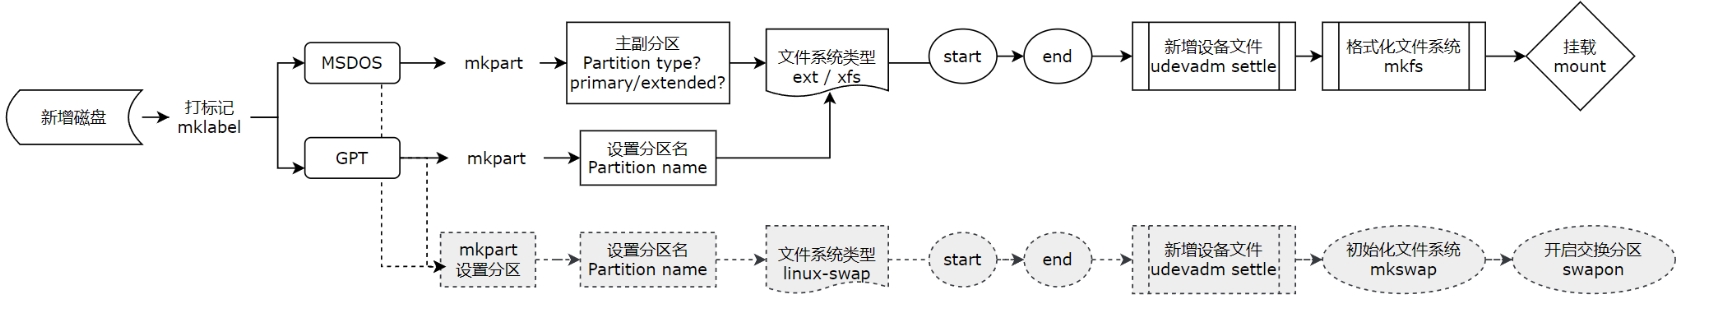 新增磁盘
打标记
mklabel
MSDOS
mkpart
主副分区
Partition type?
primary/extended?
文件系统类型
ext / xfs
start
end
新增设备文件
udevadm settle
格式化文件系统
mkfs
挂载
mount
GPT
mkpart
设置分区名
Partition name
mkpart
设置分区
设置分区名
Partition name
文件系统类型
linux-swap
start
end
新增设备文件
udevadm settle
初始化文件系统
mkswap
开启交换分区
swapon